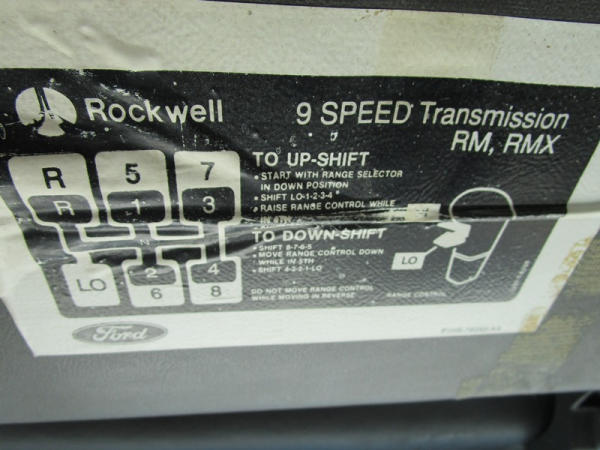 Rockwell
9 SPEED Transmission
RM, RMX
R 5 7
R 1 3
N
LO 2 4
6 8
TO UP-SHIFT
• START WITH RANGE SELECTOR
IN DOWN POSITION
• SHIFT LO-1-2-3-4
• RAISE RANGE CONTROL WHILE
TO DOWN-SHIFT
• SHIFT 8-7-6-5
• MOVE RANGE CONTROL DOWN
WHILE IN 5TH
• SHIFT 4-3-2-1-LO
DO NOT MOVE RANGE CONTROL
WHILE MOVING IN REVERSE
LO
RANGE CONTROL
Ford